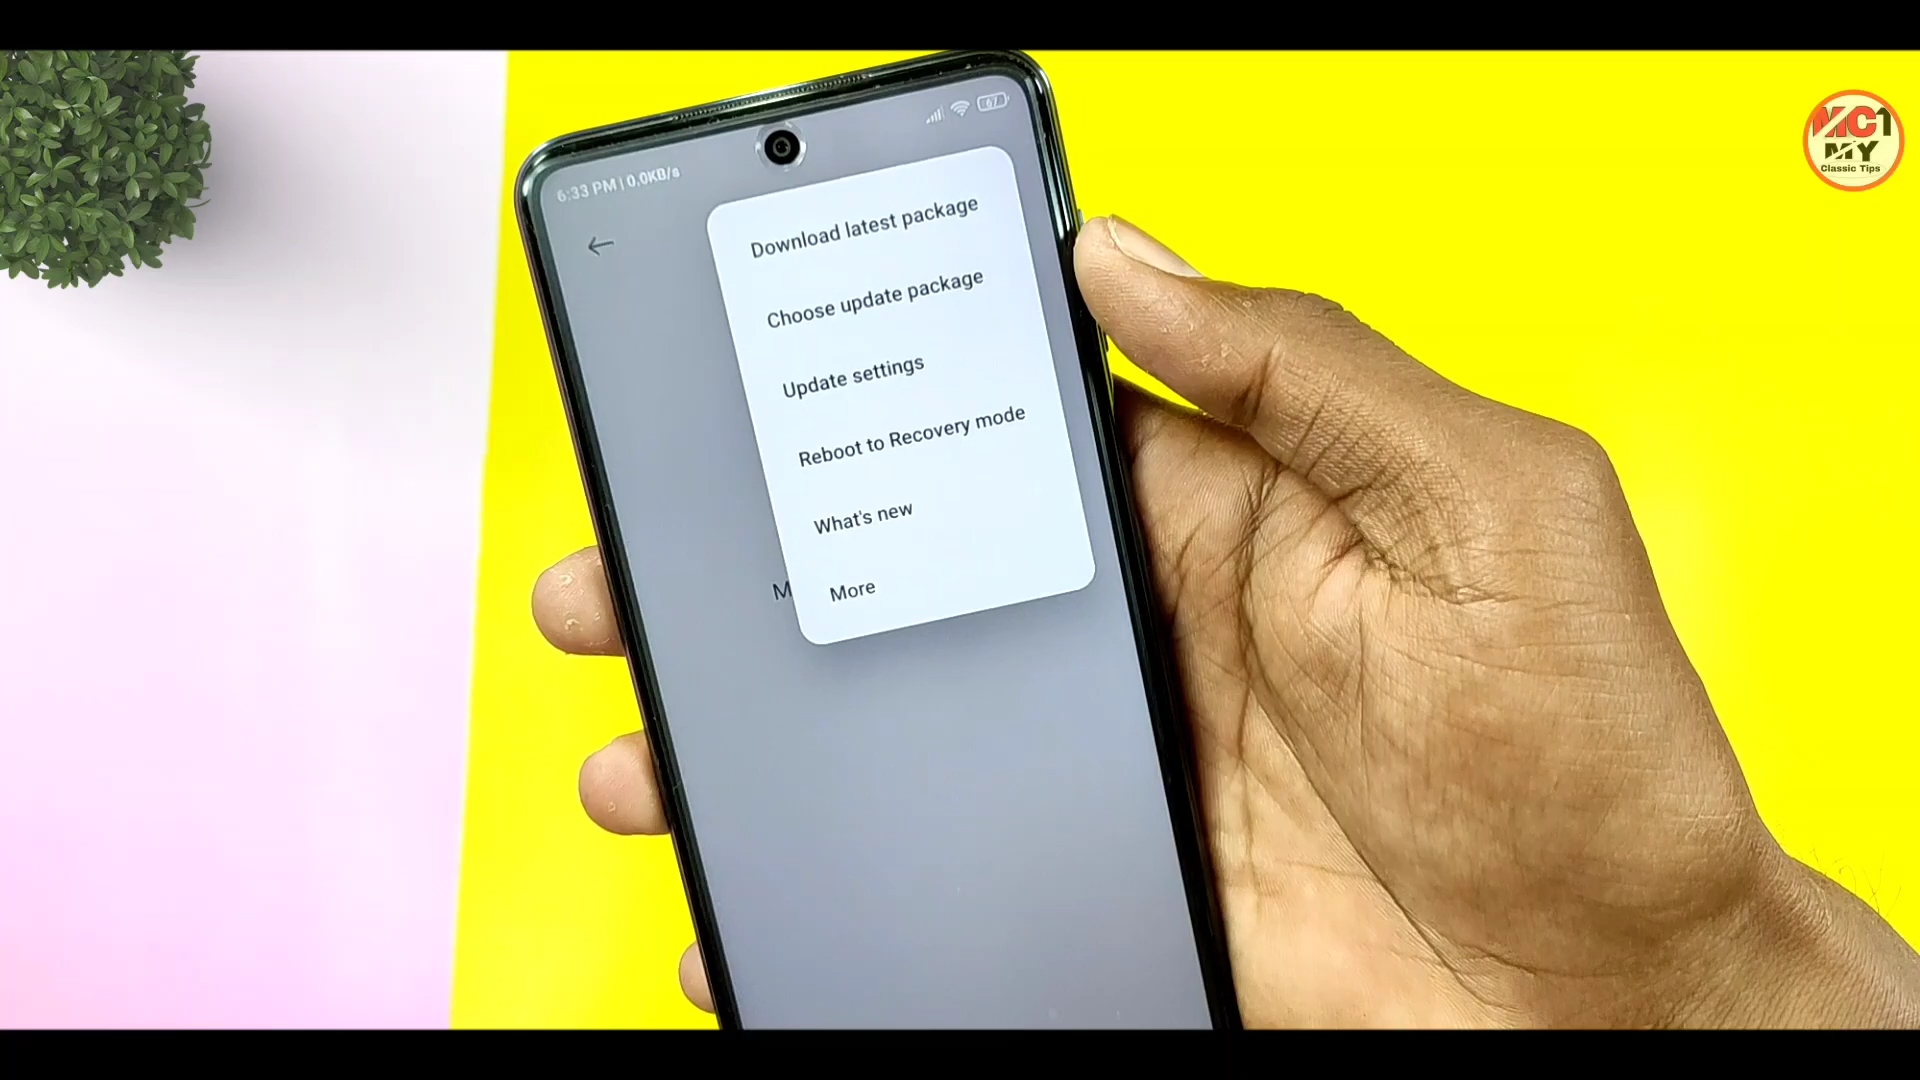 6:33 PM | 0.0KB/s
67
Download latest package
Choose update package
Update settings
Reboot to Recovery mode
What's new
M
More
MC1
MY
Classic Tips